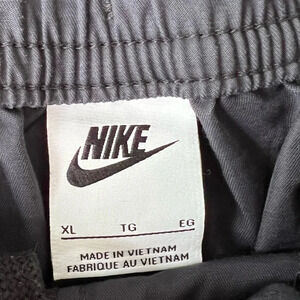 NIKE
XL TG EG
MADE IN VIETNAM
FABRIQUE AU VIETNAM